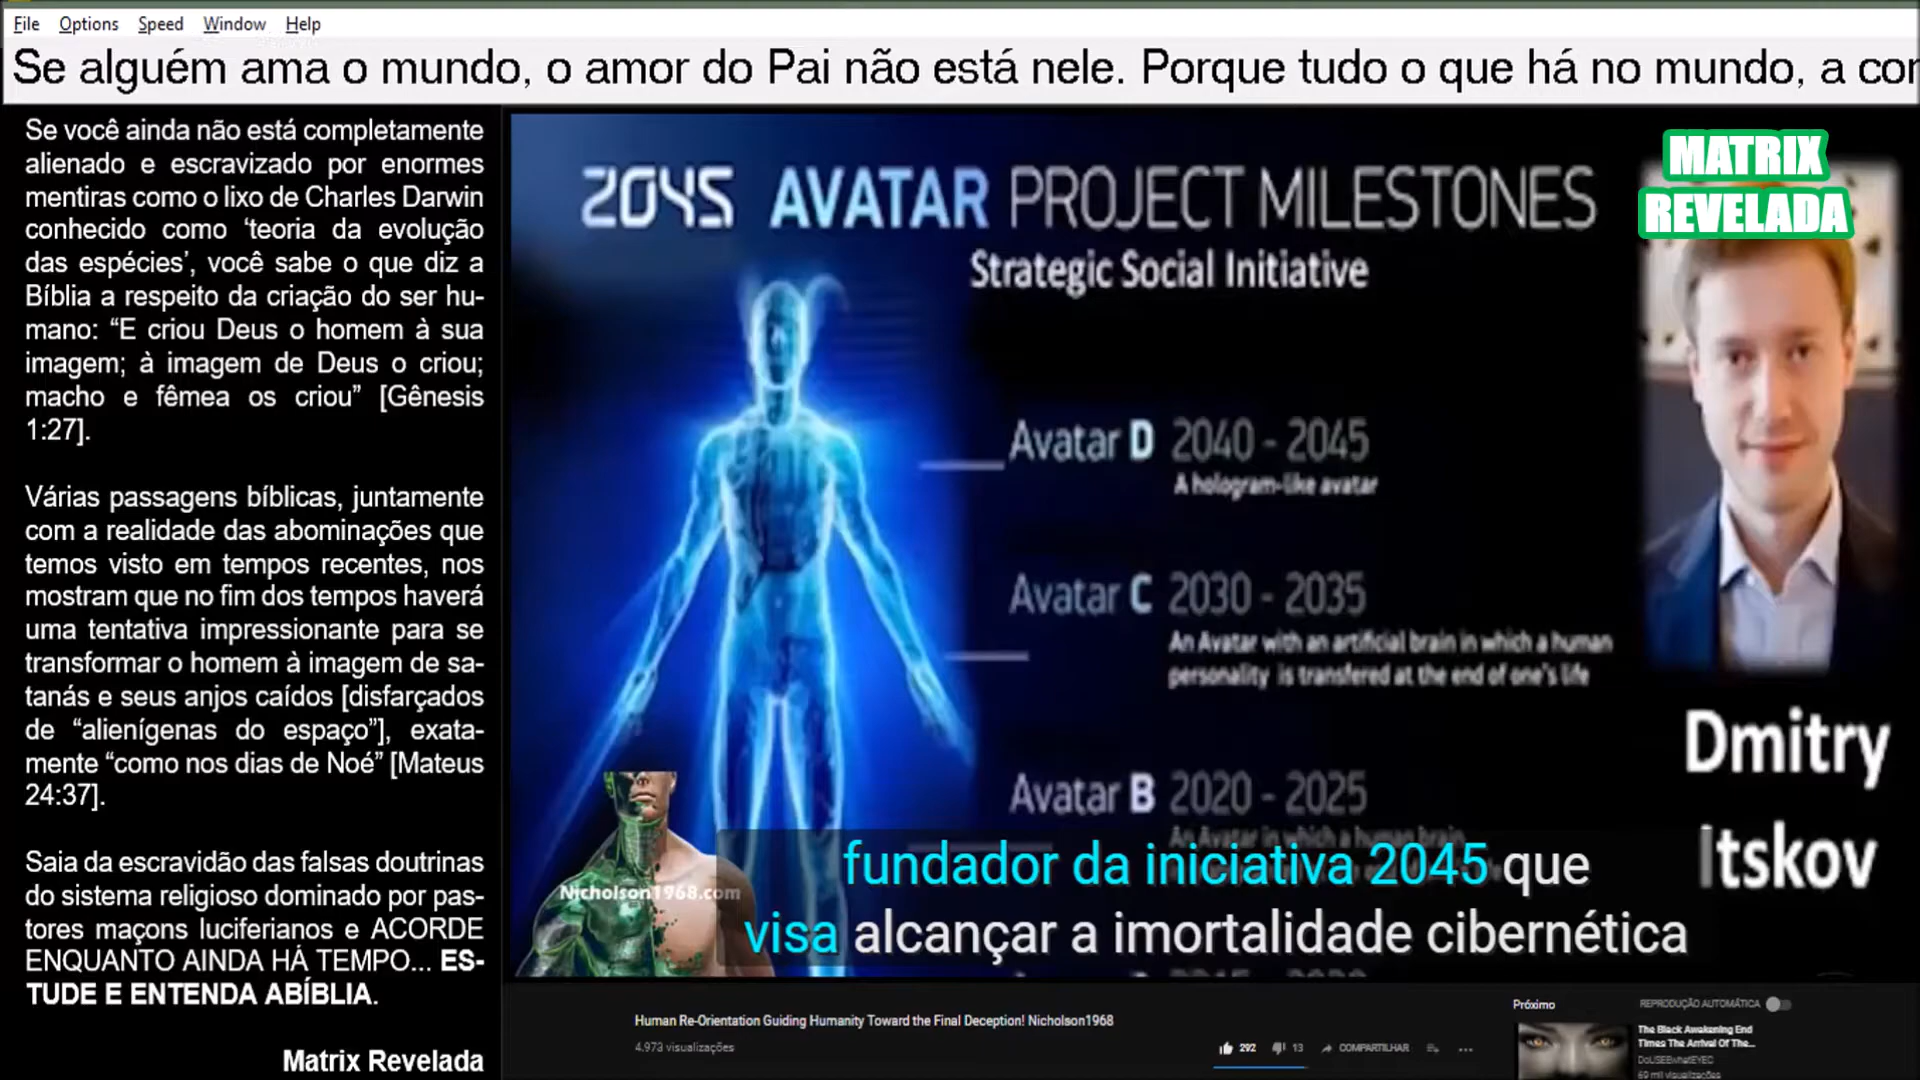 File Options Speed Window Help
Se alguém ama o mundo, o amor do Pai não está nele. Porque tudo o que há no mundo, a
Se você ainda não está completamente
alienado e escravizado por enormes
mentiras como o lixo de Charles Darwin
conhecido como ‘teoria da evolução
das espécies’, você sabe o que diz a
Bíblia a respeito da criação do ser hu-
mano: “E criou Deus o homem à sua
imagem; à imagem de Deus o criou;
macho e fêmea os criou” [Gênesis
1:27].
Várias passagens bíblicas, juntamente
com a realidade das abominações que
temos visto em tempos recentes, nos
mostram que no fim dos tempos haverá
uma tentativa impressionante para se
transformar o homem à imagem de sa-
tanás e seus anjos caídos [disfarçados
de “alienígenas do espaço”], exata-
mente “como nos dias de Noé” [Mateus
24:37].
Saia da escravidão das falsas doutrinas
do sistema religioso dominado por pas-
tores maçons luciferianos e ACORDE
ENQUANTO AINDA HÁ TEMPO... ES-
TUDE E ENTENDA ABÍBLIA.
Matrix Revelada
2045 AVATAR PROJECT MILESTONES
Strategic Social Initiative
MATRIX
REVELADA
Avatar D 2040 - 2045
A hologram-like avatar
Avatar C 2030 - 2035
An Avatar with an artificial brain in which a human
personality is transfered at the end of one's life
Avatar B 2020 - 2025
An Avatar in which a human brain
Dmitry
Itskov
Nicholson1968.com
fundador da iniciativa 2045 que
visa alcançar a imortalidade cibernética
Human Re-Orientation Guiding Humanity Toward the Final Deception! Nicholson1968
4.973 visualizações
292 13 COMPARTILHAR
Próximo REPRODUÇÃO AUTOMÁTICA
The Black Awakening End
Times The Arrival Of The...
DoUSEEwhatEYEC
69 mil visualizações